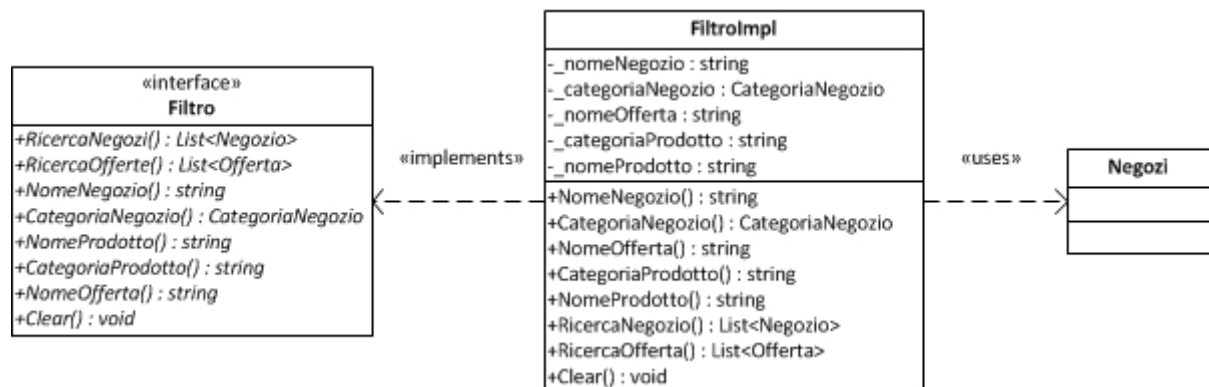 «interface»
Filtro
+RicercaNegozi() : List<Negozio>
+RicercaOfferte() : List<Offerta>
+NomeNegozio() : string
+CategoriaNegozio() : CategoriaNegozio
+NomeProdotto() : string
+CategoriaProdotto() : string
+NomeOfferta() : string
+Clear() : void
«implements»
FiltroImpl
-_nomeNegozio : string
-_categoriaNegozio : CategoriaNegozio
-_nomeOfferta : string
-_categoriaProdotto : string
-_nomeProdotto : string
+NomeNegozio() : string
+CategoriaNegozio() : CategoriaNegozio
+NomeOfferta() : string
+CategoriaProdotto() : string
+NomeProdotto() : string
+RicercaNegozio() : List<Negozio>
+RicercaOfferta() : List<Offerta>
+Clear() : void
«uses»
Negozi